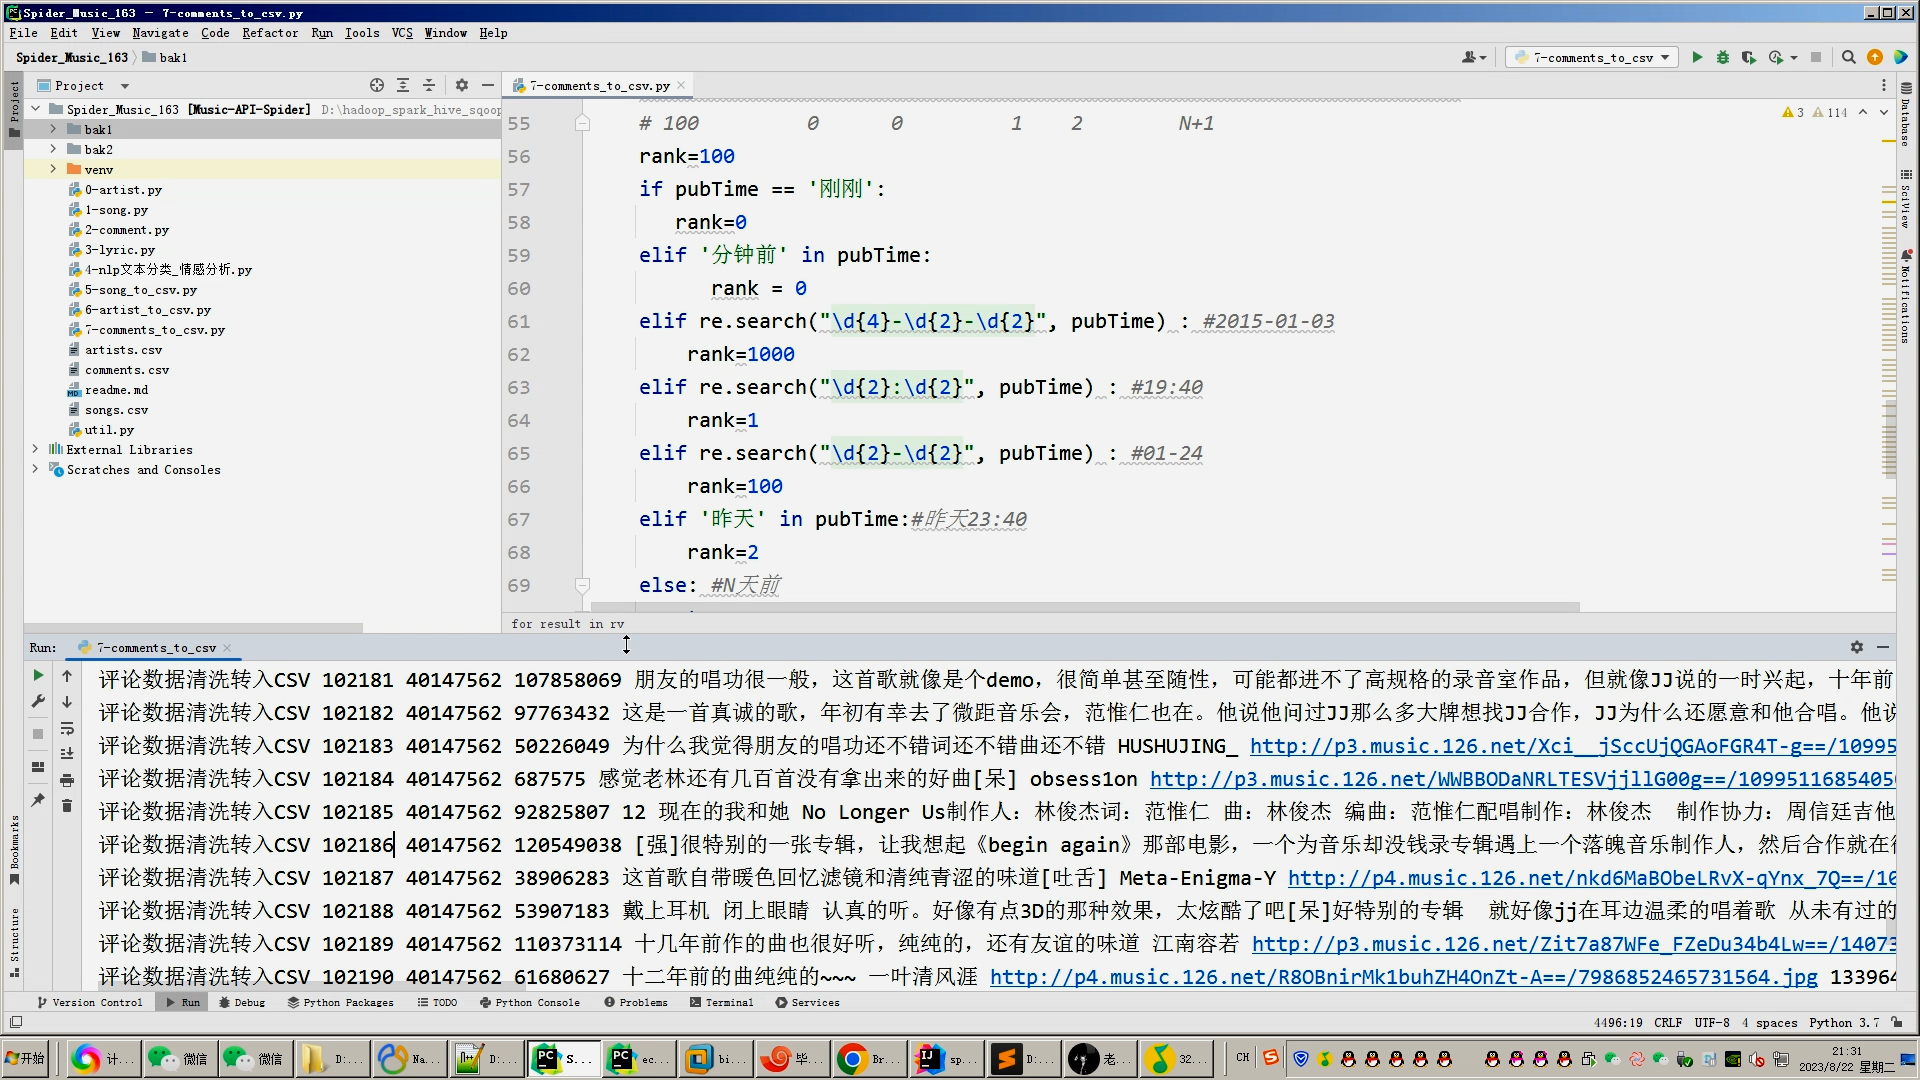 Spider_Music_163 – 7-comments_to_csv.py
File Edit View Navigate Code Refactor Run Tools VCS Window Help
Spider_Music_163 bak1
7-comments_to_csv
Project
7-comments_to_csv.py
Spider_Music_163 [Music-API-Spider] D:\hadoop_spark_hive_sqoop
bak1
bak2
venv
0-artist.py
1-song.py
2-comment.py
3-lyric.py
4-nlp文本分类_情感分析.py
5-song_to_csv.py
6-artist_to_csv.py
7-comments_to_csv.py
artists.csv
comments.csv
readme.md
songs.csv
util.py
External Libraries
Scratches and Consoles
3 114
55 # 100 0 0 1 2 N+1
56 rank=100
57 if pubTime == '刚刚':
58 rank=0
59 elif '分钟前' in pubTime:
60 rank = 0
61 elif re.search("\d{4}-\d{2}-\d{2}", pubTime) : #2015-01-03
62 rank=1000
63 elif re.search("\d{2}:\d{2}", pubTime) : #19:40
64 rank=1
65 elif re.search("\d{2}-\d{2}", pubTime) : #01-24
66 rank=100
67 elif '昨天' in pubTime:#昨天23:40
68 rank=2
69 else: #N天前
for result in rv
Project
Bookmarks
Structure
Database
SciView
Notifications
Run: 7-comments_to_csv
评论数据清洗转入CSV 102181 40147562 107858069 朋友的唱功很一般，这首歌就像是个demo，很简单甚至随性，可能都进不了高规格的录音室作品，但就像JJ说的一时兴起，十年前
评论数据清洗转入CSV 102182 40147562 97763432 这是一首真诚的歌，年初有幸去了微距音乐会，范惟仁也在。他说他问过JJ那么多大牌想找JJ合作，JJ为什么还愿意和他合唱。他说
评论数据清洗转入CSV 102183 40147562 50226049 为什么我觉得朋友的唱功还不错词还不错曲还不错 HUSHUJING_ http://p3.music.126.net/Xci__jSccUjQGAoFGR4T-g==/10995
评论数据清洗转入CSV 102184 40147562 687575 感觉老林还有几百首没有拿出来的好曲[呆] obsess1on http://p3.music.126.net/WWBBODaNRLTESVjjllG00g==/10995116854050
评论数据清洗转入CSV 102185 40147562 92825807 12 现在的我和她 No Longer Us制作人：林俊杰词：范惟仁 曲：林俊杰 编曲：范惟仁配唱制作：林俊杰 制作协力：周信廷吉他
评论数据清洗转入CSV 102186 40147562 120549038 [强]很特别的一张专辑，让我想起《begin again》那部电影，一个为音乐却没钱录专辑遇上一个落魄音乐制作人，然后合作就在
评论数据清洗转入CSV 102187 40147562 38906283 这首歌自带暖色回忆滤镜和清纯青涩的味道[吐舌] Meta-Enigma-Y http://p4.music.126.net/nkd6MaBObeLRvX-qYnx_7Q==/10
评论数据清洗转入CSV 102188 40147562 53907183 戴上耳机 闭上眼睛 认真的听。好像有点3D的那种效果，太炫酷了吧[呆]好特别的专辑 就好像jj在耳边温柔的唱着歌 从未有过的
评论数据清洗转入CSV 102189 40147562 110373114 十几年前作的曲也很好听，纯纯的，还有友谊的味道 江南容若 http://p3.music.126.net/Zit7a87WFe_FZeDu34b4Lw==/14073
评论数据清洗转入CSV 102190 40147562 61680627 十二年前的曲纯纯的~~~ 一叶清风涯 http://p4.music.126.net/R8OBnirMk1buhZH4OnZt-A==/7986852465731564.jpg 133964
Version Control Run Debug Python Packages TODO Python Console Problems Terminal Services
4496:19 CRLF UTF-8 4 spaces Python 3.7
开始 计... 微信 微信 D:... Na... D:... S... ec... bi... 毕... Br... sp... D:... 老... 32... CH 21:31
2023/8/22 星期二